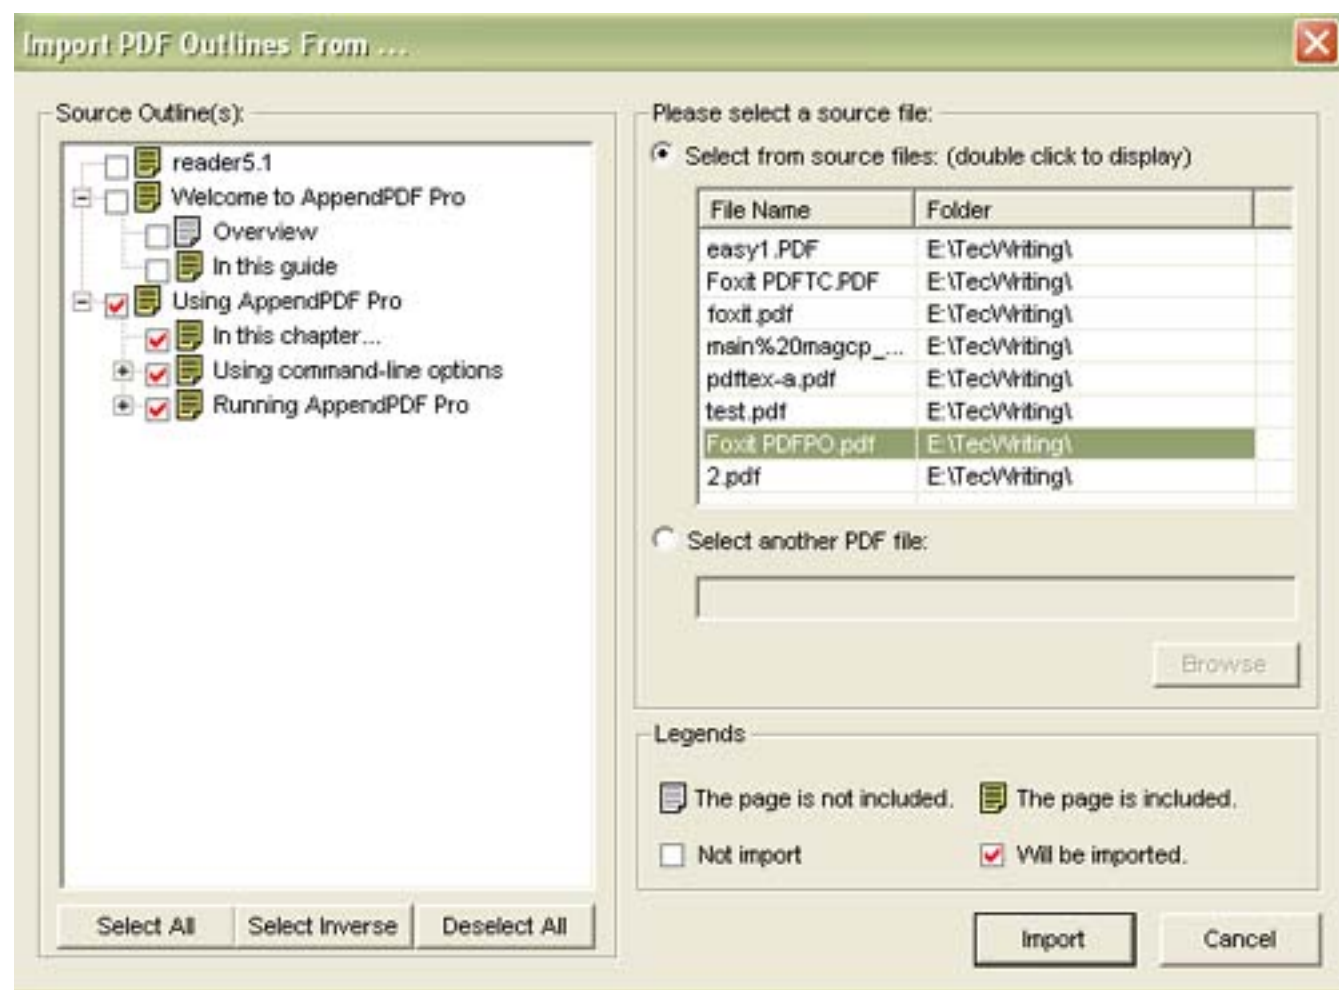 Import PDF Outlines From ...
Source Outline(s):
reader5.1
Welcome to AppendPDF Pro
Overview
In this guide
Using AppendPDF Pro
In this chapter...
Using command-line options
Running AppendPDF Pro
Select All
Select Inverse
Deselect All
Please select a source file:
Select from source files: (double click to display)
File Name Folder
easy1.PDF E:\TecWriting\
Foxit PDFTC.PDF E:\TecWriting\
foxit.pdf E:\TecWriting\
main%20magcp_... E:\TecWriting\
pdftex-a.pdf E:\TecWriting\
test.pdf E:\TecWriting\
Foxit PDFPO.pdf E:\TecWriting\
2.pdf E:\TecWriting\
Select another PDF file:
Browse
Legends
The page is not included. The page is included.
Not import Will be imported.
Import Cancel